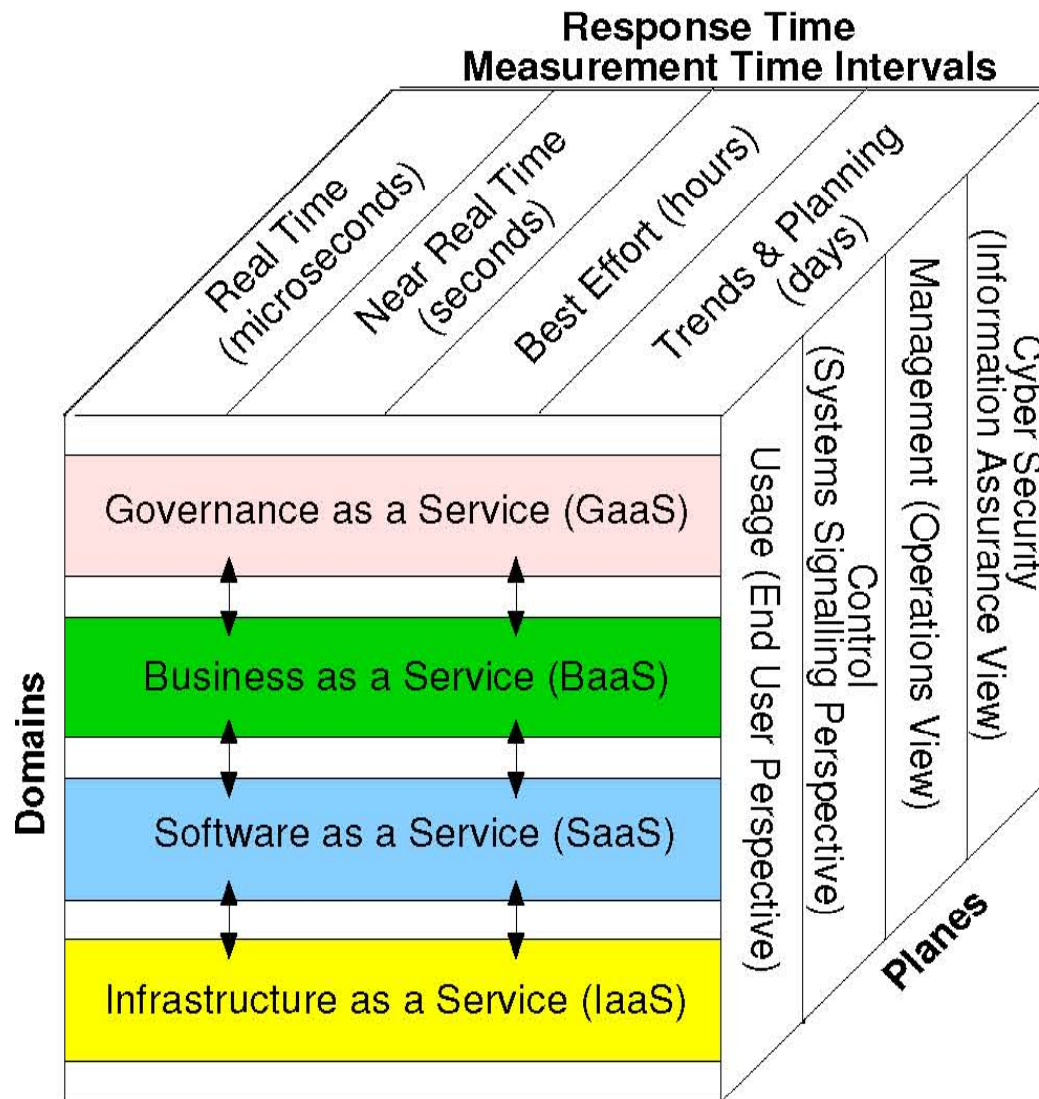 Response Time
Measurement Time Intervals
Real Time
(microseconds)
Near Real Time
(seconds)
Best Effort (hours)
Trends & Planning
(days)
Domains
Governance as a Service (GaaS)
Business as a Service (BaaS)
Software as a Service (SaaS)
Infrastructure as a Service (IaaS)
Usage (End User Perspective)
Control
(Systems Signalling Perspective)
Management (Operations View)
Cyber Security
(Information Assurance View)
Planes